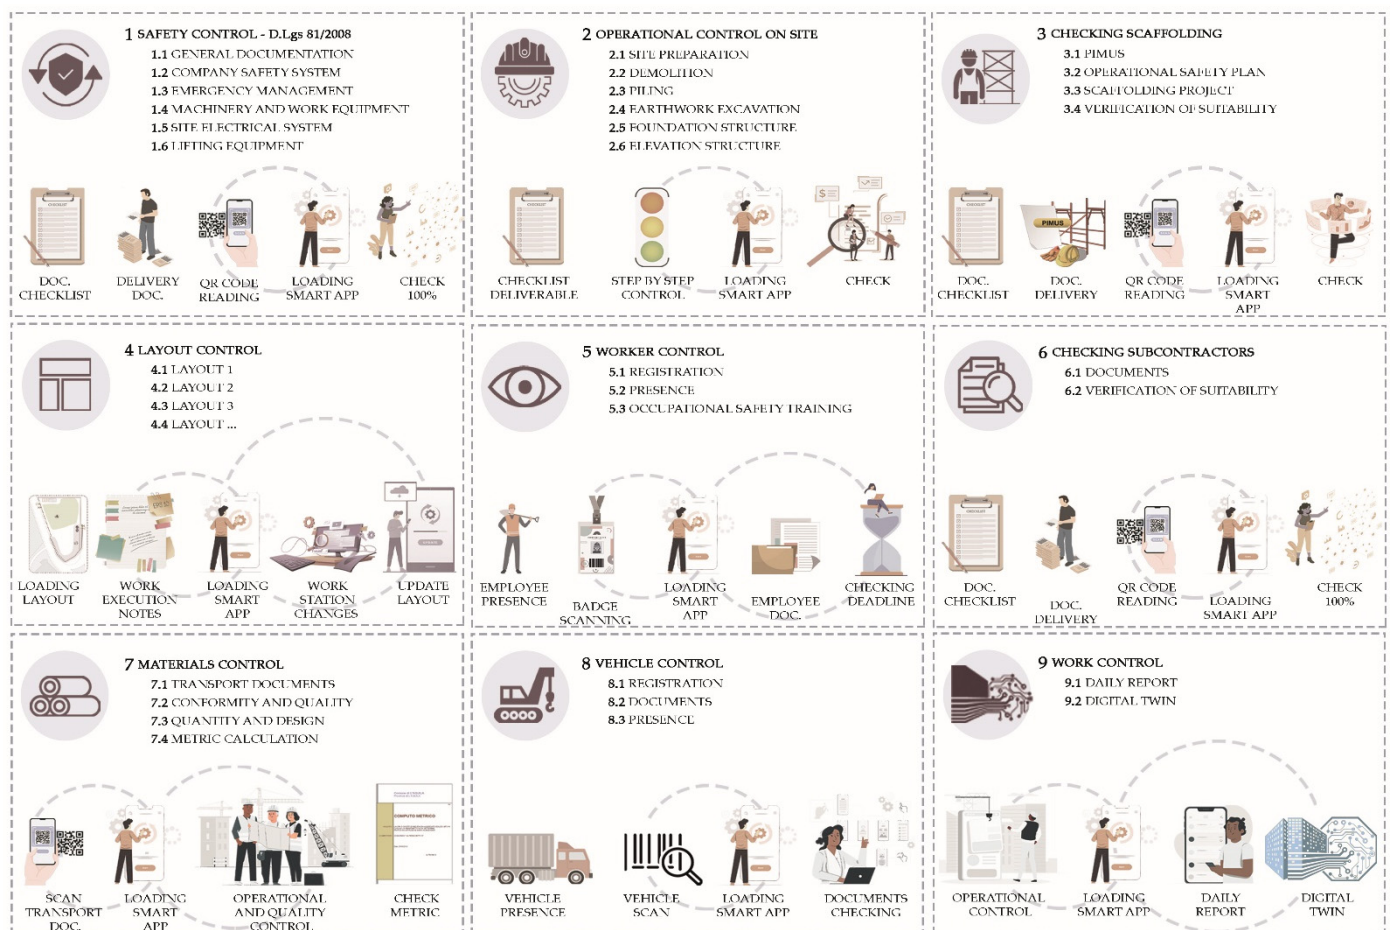 1 SAFETY CONTROL - D.Lgs 81/2008
1.1 GENERAL DOCUMENTATION
1.2 COMPANY SAFETY SYSTEM
1.3 EMERGENCY MANAGEMENT
1.4 MACHINERY AND WORK EQUIPMENT
1.5 SITE ELECTRICAL SYSTEM
1.6 LIFTING EQUIPMENT
CHECKLIST
DOC.
CHECKLIST
DELIVERY
DOC.
QR CODE
READING
LOADING
SMART APP
CHECK
100%
2 OPERATIONAL CONTROL ON SITE
2.1 SITE PREPARATION
2.2 DEMOLITION
2.3 PILING
2.4 EARTHWORK EXCAVATION
2.5 FOUNDATION STRUCTURE
2.6 ELEVATION STRUCTURE
CHECKLIST
CHECKLIST
DELIVERABLE
STEP BY STEP
CONTROL
LOADING
SMART APP
CHECK
3 CHECKING SCAFFOLDING
3.1 PIMUS
3.2 OPERATIONAL SAFETY PLAN
3.3 SCAFFOLDING PROJECT
3.4 VERIFICATION OF SUITABILITY
CHECKLIST
PIMUS
DOC.
CHECKLIST
DOC.
DELIVERY
QR CODE
READING
LOADING
SMART
APP
CHECK
4 LAYOUT CONTROL
4.1 LAYOUT 1
4.2 LAYOUT 2
4.3 LAYOUT 3
4.4 LAYOUT ...
LOADING
LAYOUT
WORK
EXECUTION
NOTES
LOADING
SMART
APP
WORK
STATION
CHANGES
UPDATE
LAYOUT
5 WORKER CONTROL
5.1 REGISTRATION
5.2 PRESENCE
5.3 OCCUPATIONAL SAFETY TRAINING
EMPLOYEE
PRESENCE
BADGE
SCANNING
LOADING
SMART
APP
EMPLOYEE
DOC.
CHECKING
DEADLINE
6 CHECKING SUBCONTRACTORS
6.1 DOCUMENTS
6.2 VERIFICATION OF SUITABILITY
CHECKLIST
DOC.
CHECKLIST
DOC.
DELIVERY
QR CODE
READING
LOADING
SMART APP
CHECK
100%
7 MATERIALS CONTROL
7.1 TRANSPORT DOCUMENTS
7.2 CONFORMITY AND QUALITY
7.3 QUANTITY AND DESIGN
7.4 METRIC CALCULATION
COMPUTO METRICO
SCAN
TRANSPORT
DOC.
LOADING
SMART
APP
OPERATIONAL
AND QUALITY
CONTROL
CHECK
METRIC
8 VEHICLE CONTROL
8.1 REGISTRATION
8.2 DOCUMENTS
8.3 PRESENCE
VEHICLE
PRESENCE
VEHICLE
SCAN
LOADING
SMART APP
DOCUMENTS
CHECKING
9 WORK CONTROL
9.1 DAILY REPORT
9.2 DIGITAL TWIN
OPERATIONAL
CONTROL
LOADING
SMART APP
DAILY
REPORT
DIGITAL
TWIN